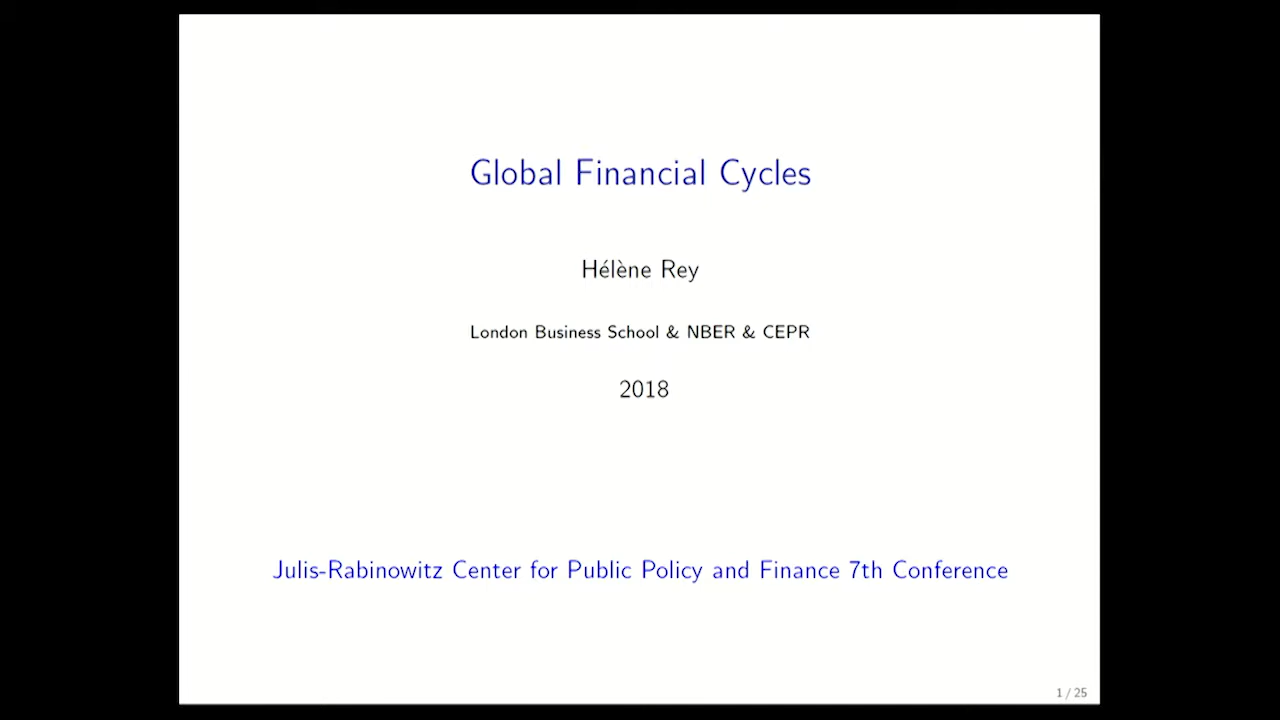 Global Financial Cycles
Hélène Rey
London Business School & NBER & CEPR
2018
Julis-Rabinowitz Center for Public Policy and Finance 7th Conference
1 / 25